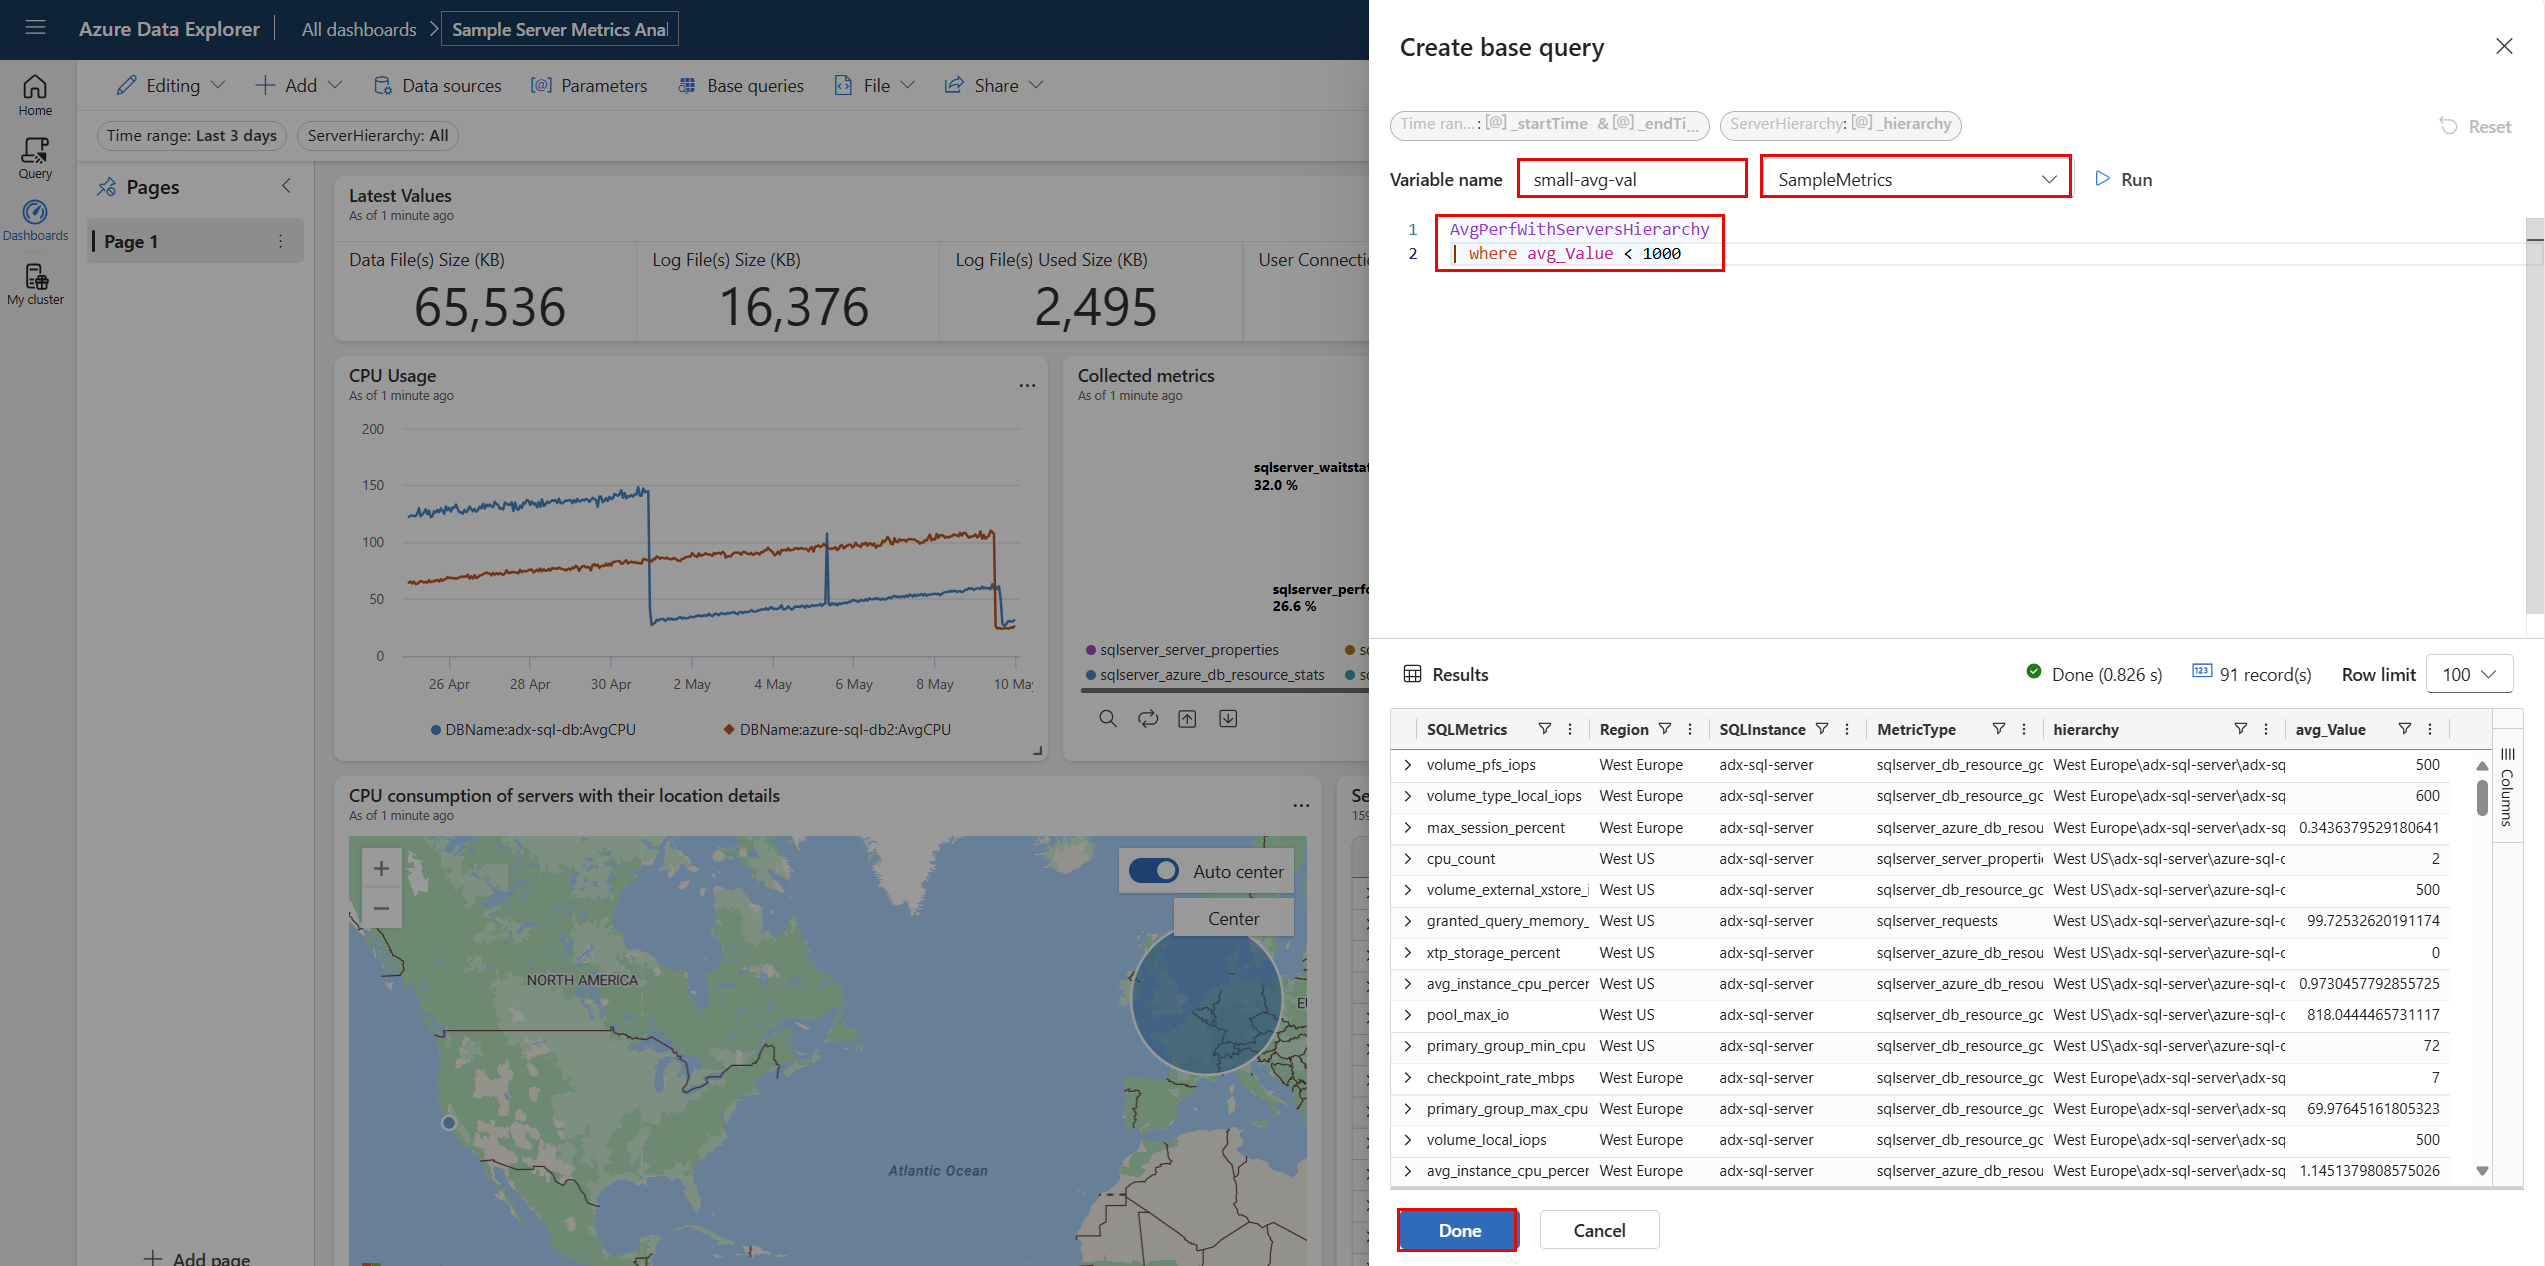 Azure Data Explorer
All dashboards
Sample Server Metrics Anal
Editing
Add
Data sources
Parameters
Base queries
File
Share
Home
Query
Dashboards
My cluster
Time range: Last 3 days
ServerHierarchy: All
Pages
Page 1
Add page
Latest Values
As of 1 minute ago
Data File(s) Size (KB)
65,536
Log File(s) Size (KB)
16,376
Log File(s) Used Size (KB)
2,495
User Connecti
CPU Usage
As of 1 minute ago
200
150
100
50
0
26 Apr 28 Apr 30 Apr 2 May 4 May 6 May 8 May 10 May
DBName:adx-sql-db:AvgCPU
DBName:azure-sql-db2:AvgCPU
Collected metrics
As of 1 minute ago
sqlserver_waitstat
32.0 %
sqlserver_perfo
26.6 %
sqlserver_server_properties
sqlserver_azure_db_resource_stats
CPU consumption of servers with their location details
As of 1 minute ago
Auto center
Center
NORTH AMERICA
Atlantic Ocean
Se
159
Create base query
Time ran... : [@] _startTime & [@] _endTi...
ServerHierarchy: [@] _hierarchy
Reset
Variable name
small-avg-val
SampleMetrics
Run
1 AvgPerfWithServersHierarchy
2 | where avg_Value < 1000
Results
Done (0.826 s)
123
91 record(s)
Row limit
100
SQLMetrics Region SQLInstance MetricType hierarchy avg_Value
volume_pfs_iops West Europe adx-sql-server sqlserver_db_resource_gc West Europe\adx-sql-server\adx-sq 500
volume_type_local_iops West Europe adx-sql-server sqlserver_db_resource_gc West Europe\adx-sql-server\adx-sq 600
max_session_percent West Europe adx-sql-server sqlserver_azure_db_resou West Europe\adx-sql-server\adx-sq 0.3436379529180641
cpu_count West US adx-sql-server sqlserver_server_properti West US\adx-sql-server\azure-sql-c 2
volume_external_xstore_i West US adx-sql-server sqlserver_db_resource_gc West US\adx-sql-server\azure-sql-c 500
granted_query_memory_ West US adx-sql-server sqlserver_requests West US\adx-sql-server\azure-sql-c 99.72532620191174
xtp_storage_percent West US adx-sql-server sqlserver_azure_db_resou West US\adx-sql-server\azure-sql-c 0
avg_instance_cpu_percer West US adx-sql-server sqlserver_azure_db_resou West US\adx-sql-server\azure-sql-c 0.9730457792855725
pool_max_io West US adx-sql-server sqlserver_db_resource_gc West US\adx-sql-server\azure-sql-c 818.0444465731117
primary_group_min_cpu West US adx-sql-server sqlserver_db_resource_gc West US\adx-sql-server\azure-sql-c 72
checkpoint_rate_mbps West Europe adx-sql-server sqlserver_db_resource_gc West Europe\adx-sql-server\adx-sq 7
primary_group_max_cpu West Europe adx-sql-server sqlserver_db_resource_gc West Europe\adx-sql-server\adx-sq 69.97645161805323
volume_local_iops West Europe adx-sql-server sqlserver_db_resource_gc West Europe\adx-sql-server\adx-sq 500
avg_instance_cpu_percer West Europe adx-sql-server sqlserver_azure_db_resou West Europe\adx-sql-server\adx-sq 1.1451379808575026
Columns
Done
Cancel